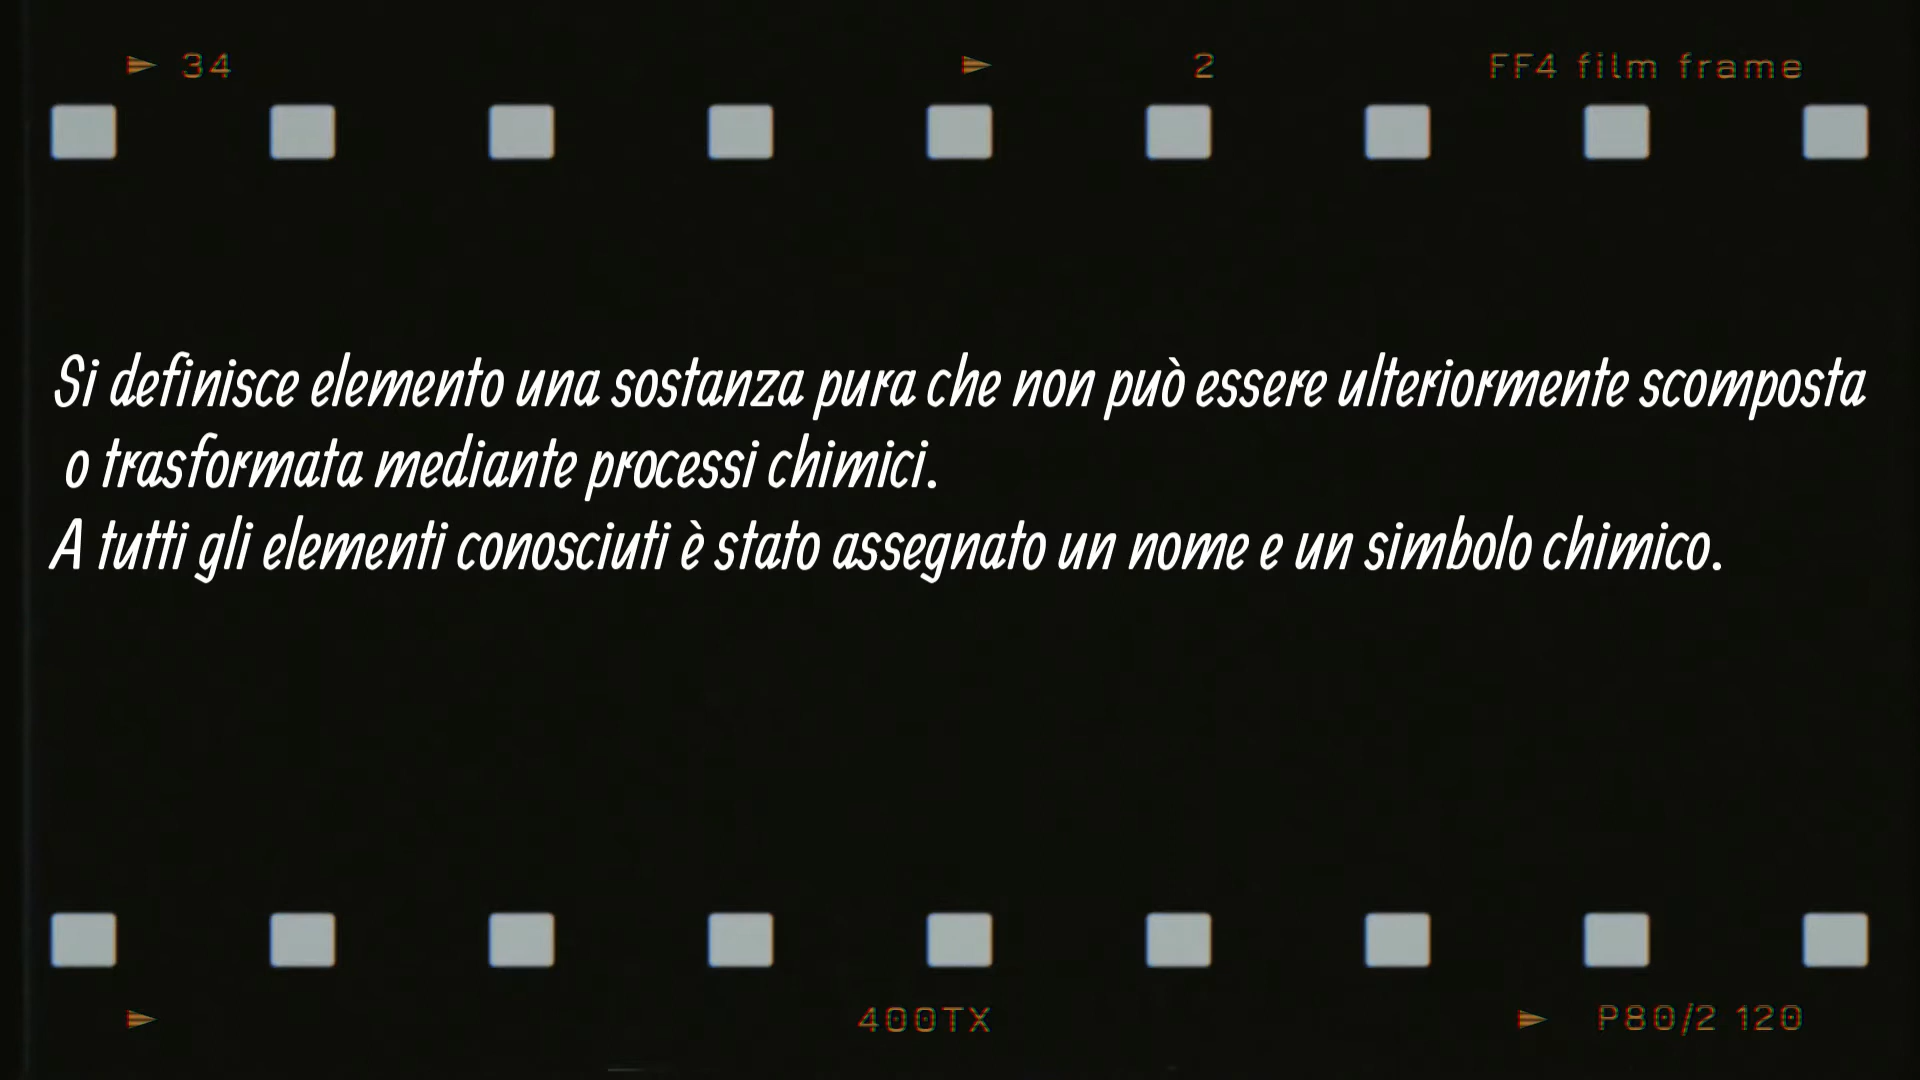 34 2 FF4 film frame
Si definisce elemento una sostanza pura che non può essere ulteriormente scomposta
o trasformata mediante processi chimici.
A tutti gli elementi conosciuti è stato assegnato un nome e un simbolo chimico.
400TX P80/2 120